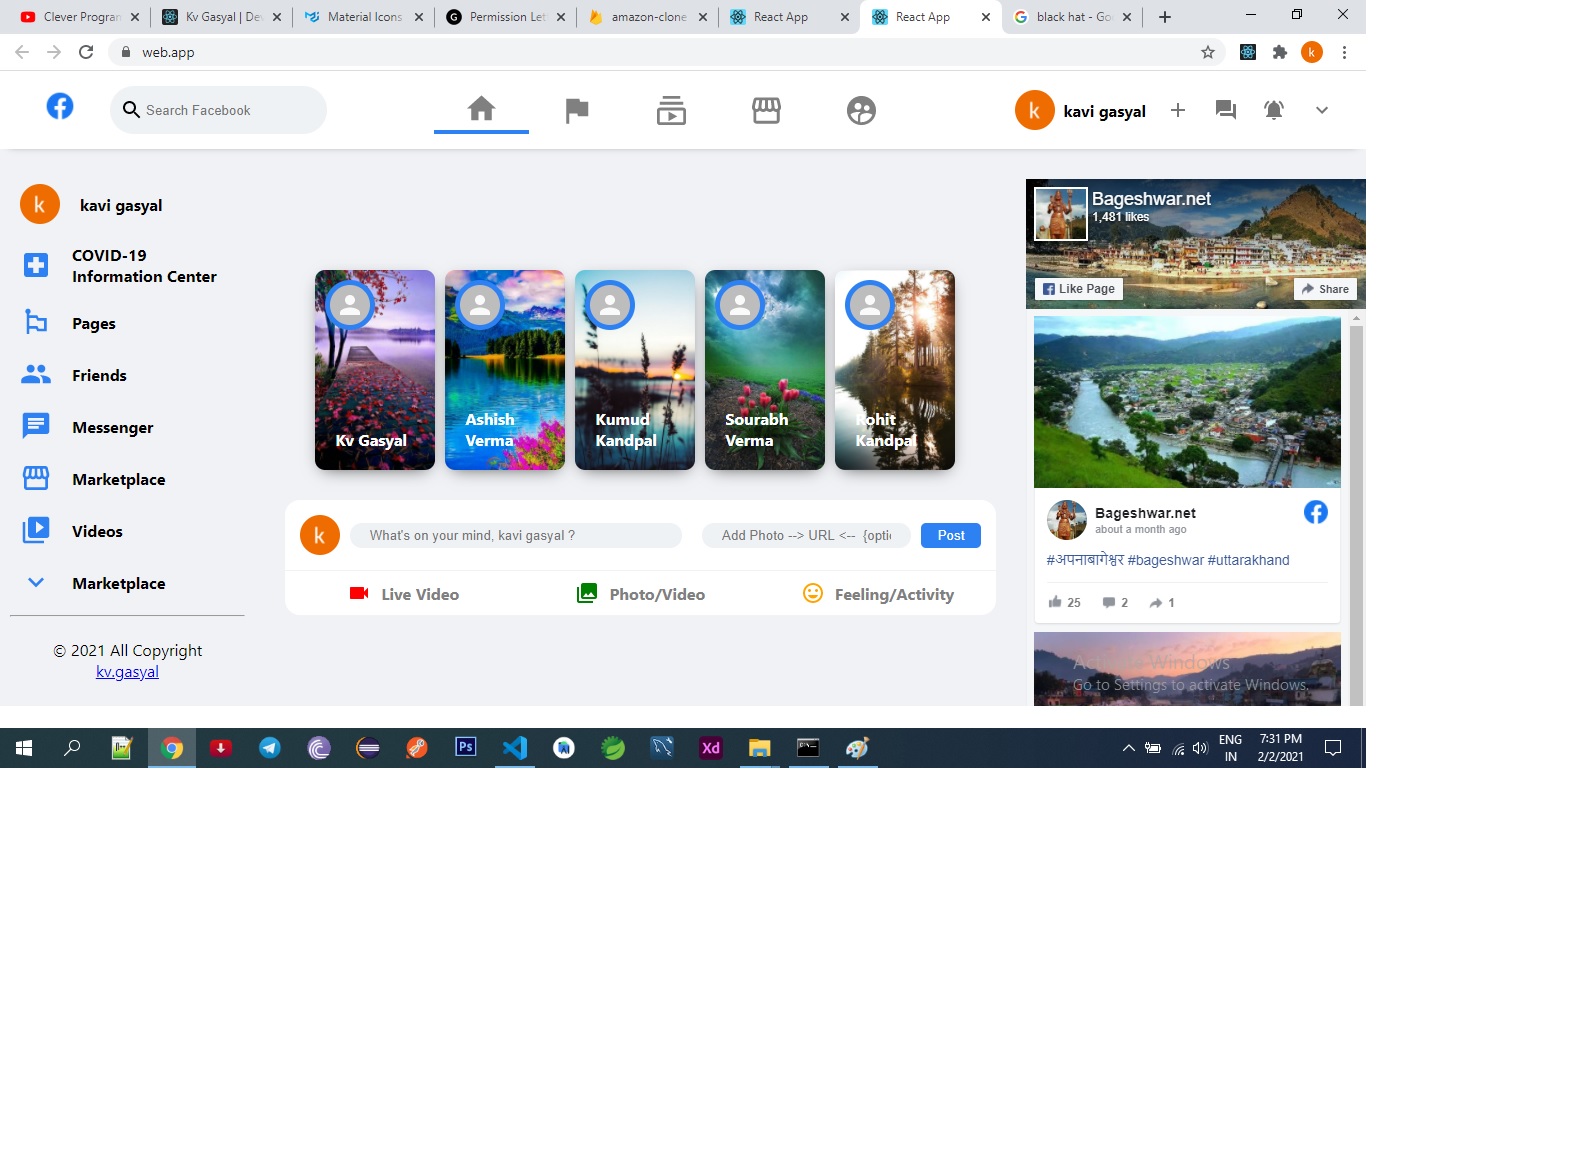 Clever Program
Kv Gasyal | De
Material Icons
Permission Let
amazon-clone
React App
React App
black hat - Go
web.app
k
Search Facebook
k
kavi gasyal
k
kavi gasyal
COVID-19
Information Center
Pages
Friends
Messenger
Marketplace
Videos
Marketplace
© 2021 All Copyright
kv.gasyal
Kv Gasyal
Ashish
Verma
Kumud
Kandpal
Sourabh
Verma
Rohit
Kandpal
k
What's on your mind, kavi gasyal ?
Add Photo --> URL <-- {optic
Post
Live Video
Photo/Video
Feeling/Activity
Bageshwar.net
1,481 likes
Like Page
Share
Bageshwar.net
about a month ago
#अपनाबागेश्वर #bageshwar #uttarakhand
25
2
1
Activate Windows
Go to Settings to activate Windows.
Ps
Xd
ENG
IN
7:31 PM
2/2/2021